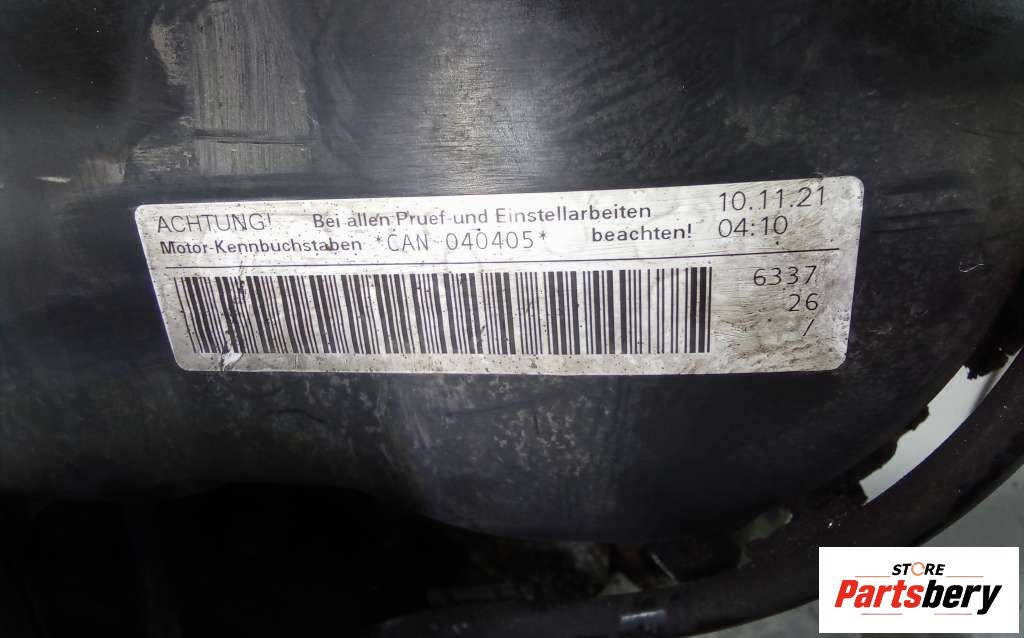 ACHTUNG! Bei allen Pruef-und Einstellarbeiten 10.11.21
Motor-Kennbuchstaben *CAN-040405* beachten! 04:10
6337
26
/
STORE
Partsbery